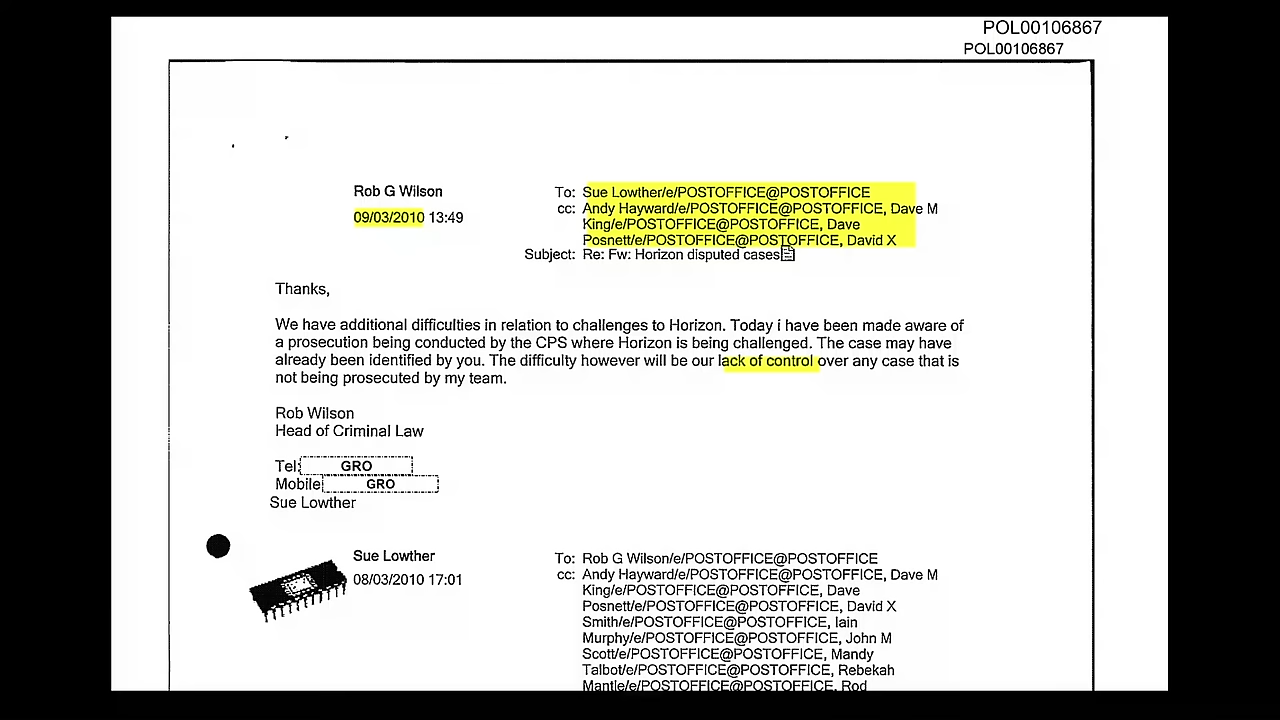 POL00106867
POL00106867
Rob G Wilson
09/03/2010 13:49
To: Sue Lowther/e/POSTOFFICE@POSTOFFICE
cc: Andy Hayward/e/POSTOFFICE@POSTOFFICE, Dave M
King/e/POSTOFFICE@POSTOFFICE, Dave
Posnett/e/POSTOFFICE@POSTOFFICE, David X
Subject: Re: Fw: Horizon disputed cases
Thanks,
We have additional difficulties in relation to challenges to Horizon. Today i have been made aware of
a prosecution being conducted by the CPS where Horizon is being challenged. The case may have
already been identified by you. The difficulty however will be our lack of control over any case that is
not being prosecuted by my team.
Rob Wilson
Head of Criminal Law
Tel: GRO
Mobile GRO
Sue Lowther
Sue Lowther
08/03/2010 17:01
To: Rob G Wilson/e/POSTOFFICE@POSTOFFICE
cc: Andy Hayward/e/POSTOFFICE@POSTOFFICE, Dave M
King/e/POSTOFFICE@POSTOFFICE, Dave
Posnett/e/POSTOFFICE@POSTOFFICE, David X
Smith/e/POSTOFFICE@POSTOFFICE, Iain
Murphy/e/POSTOFFICE@POSTOFFICE, John M
Scott/e/POSTOFFICE@POSTOFFICE, Mandy
Talbot/e/POSTOFFICE@POSTOFFICE, Rebekah
Mantle/e/POSTOFFICE@POSTOFFICE, Rod